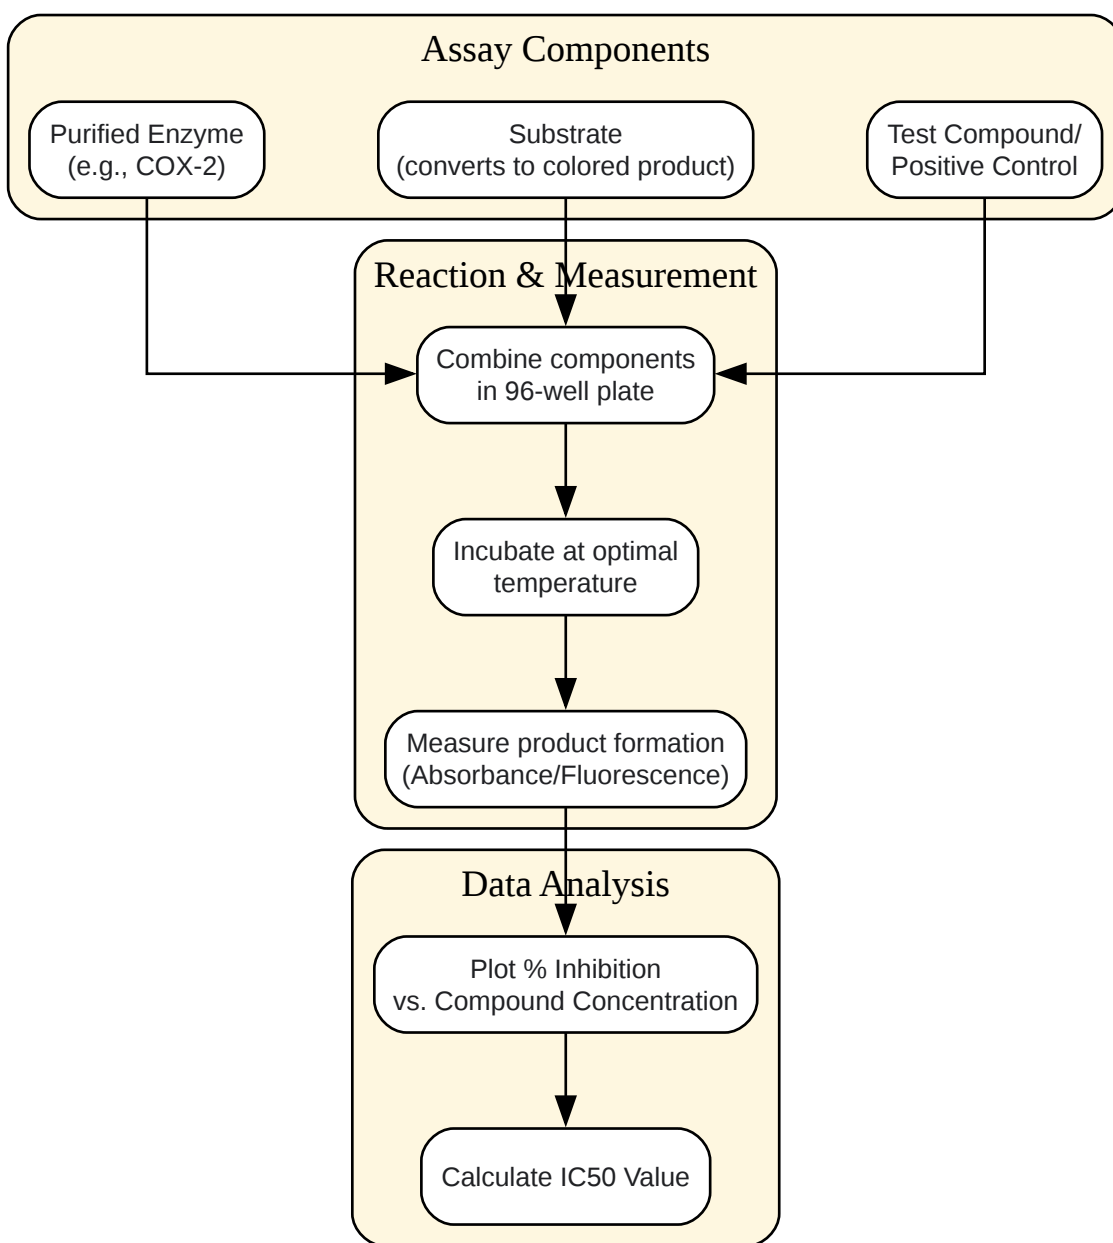 Assay Components
Purified Enzyme
(e.g., COX-2)
Substrate
(converts to colored product)
Test Compound/
Positive Control
Reaction & Measurement
Combine components
in 96-well plate
Incubate at optimal
temperature
Measure product formation
(Absorbance/Fluorescence)
Data Analysis
Plot % Inhibition
vs. Compound Concentration
Calculate IC50 Value